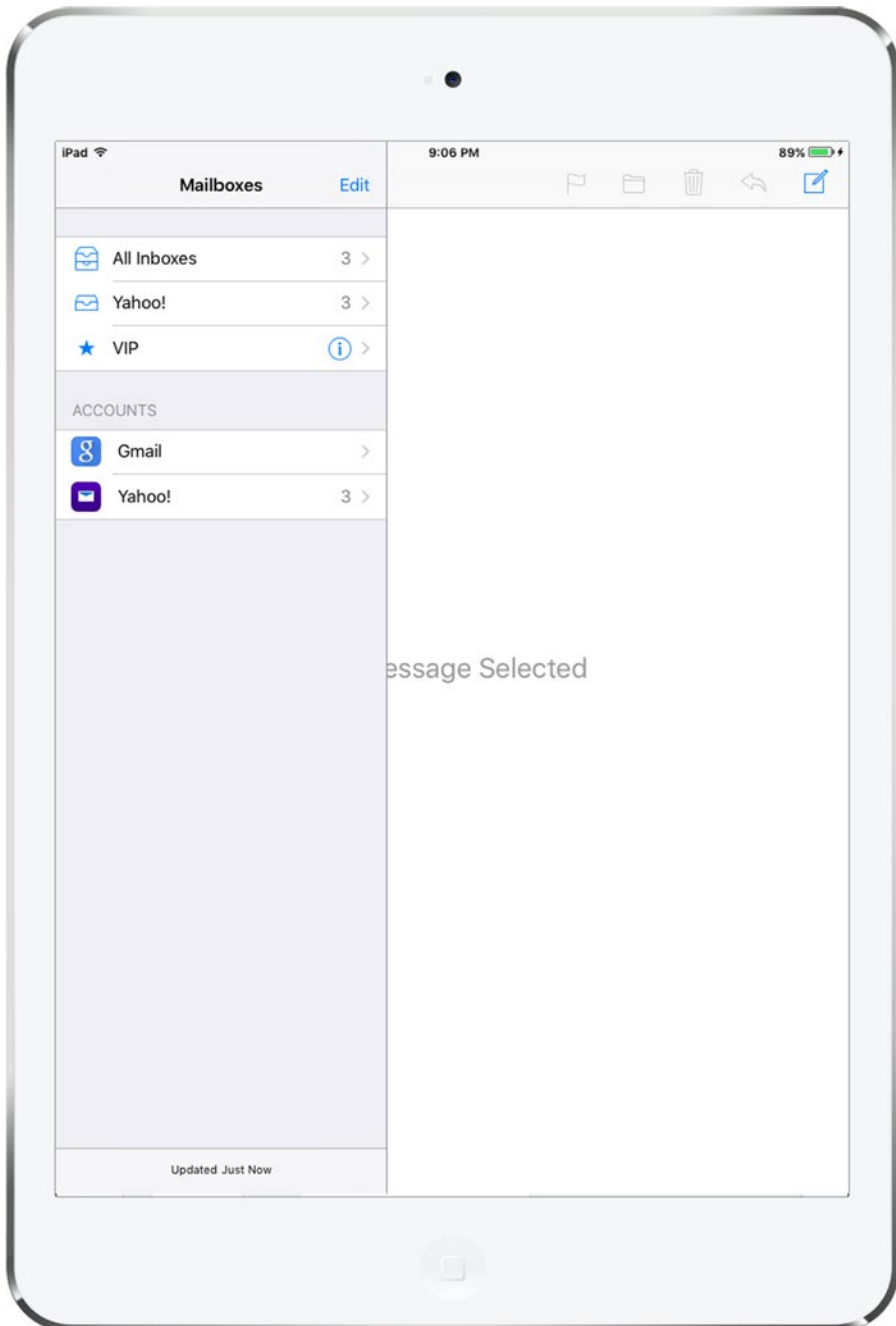 iPad
9:06 PM
89%
Mailboxes
Edit
All Inboxes 3
Yahoo! 3
VIP
ACCOUNTS
8 Gmail
Yahoo! 3
essage Selected
Updated Just Now